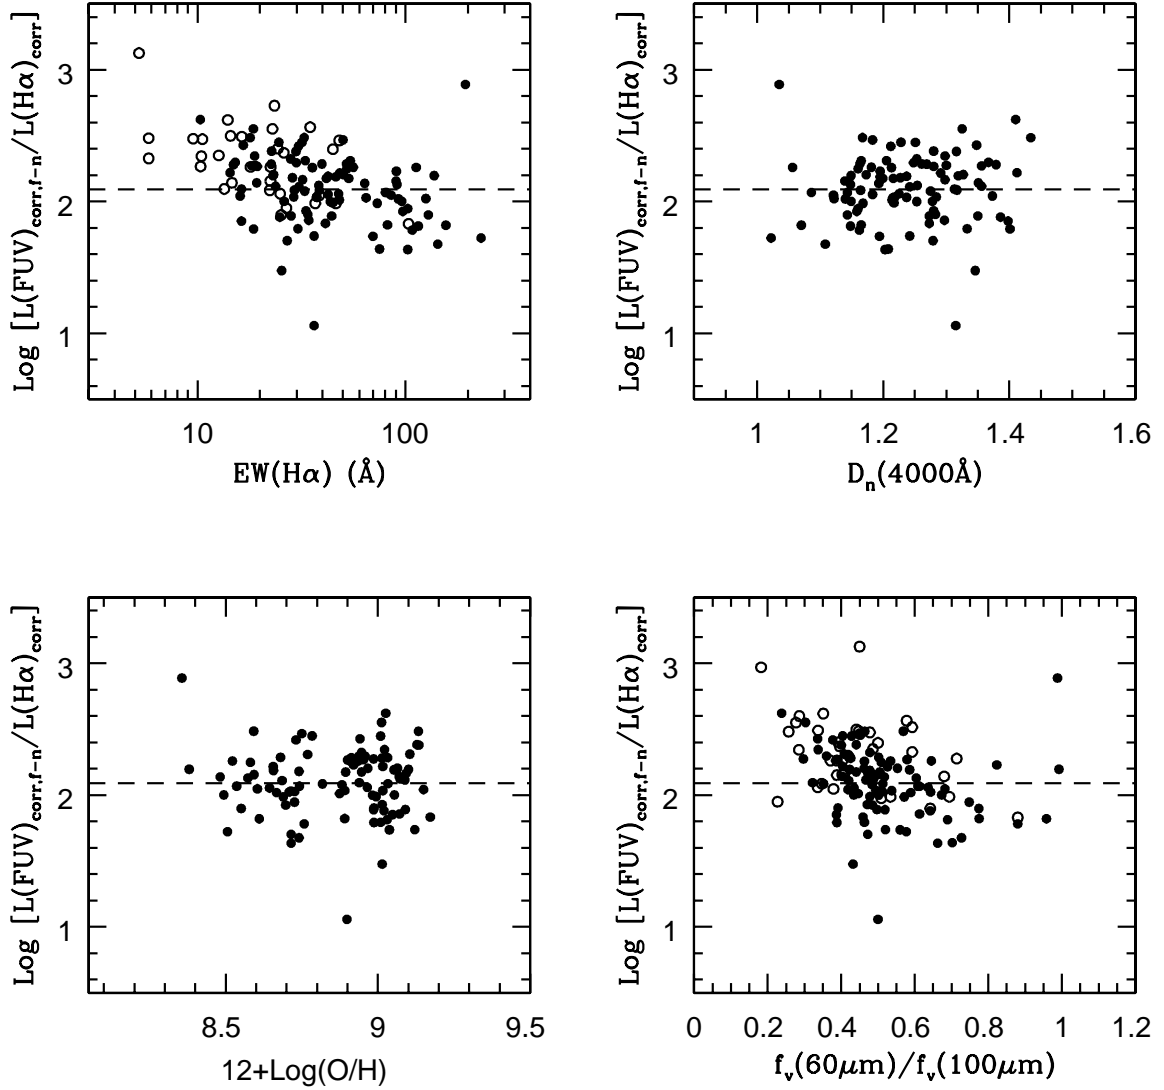 Log [L(FUV)corr,f−n/L(Hα)corr]
3
2
1
10 100
EW(Hα) (Å)
Log [L(FUV)corr,f−n/L(Hα)corr]
3
2
1
1 1.2 1.4 1.6
Dn(4000Å)
Log [L(FUV)corr,f−n/L(Hα)corr]
3
2
1
8.5 9 9.5
12+Log(O/H)
Log [L(FUV)corr,f−n/L(Hα)corr]
3
2
1
0 0.2 0.4 0.6 0.8 1 1.2
fν(60μm)/fν(100μm)